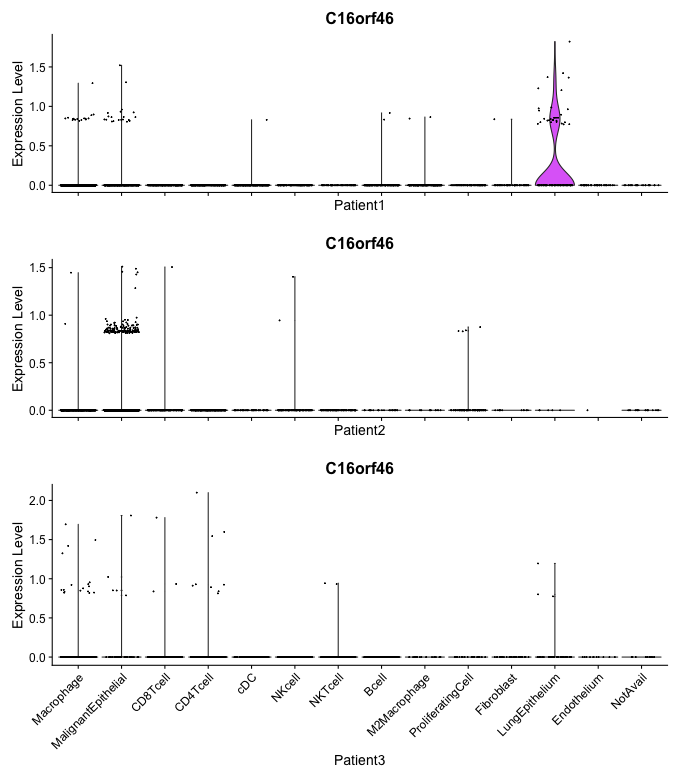 C16orf46
Expression Level
1.5
1.0
0.5
0.0
Patient1
C16orf46
Expression Level
1.5
1.0
0.5
0.0
Patient2
C16orf46
Expression Level
2.0
1.5
1.0
0.5
0.0
Macrophage
MalignantEpithelial
CD8Tcell
CD4Tcell
cDC
NKcell
NKTcell
Bcell
M2Macrophage
ProliferatingCell
Fibroblast
LungEpithelium
Endothelium
NotAvail
Patient3